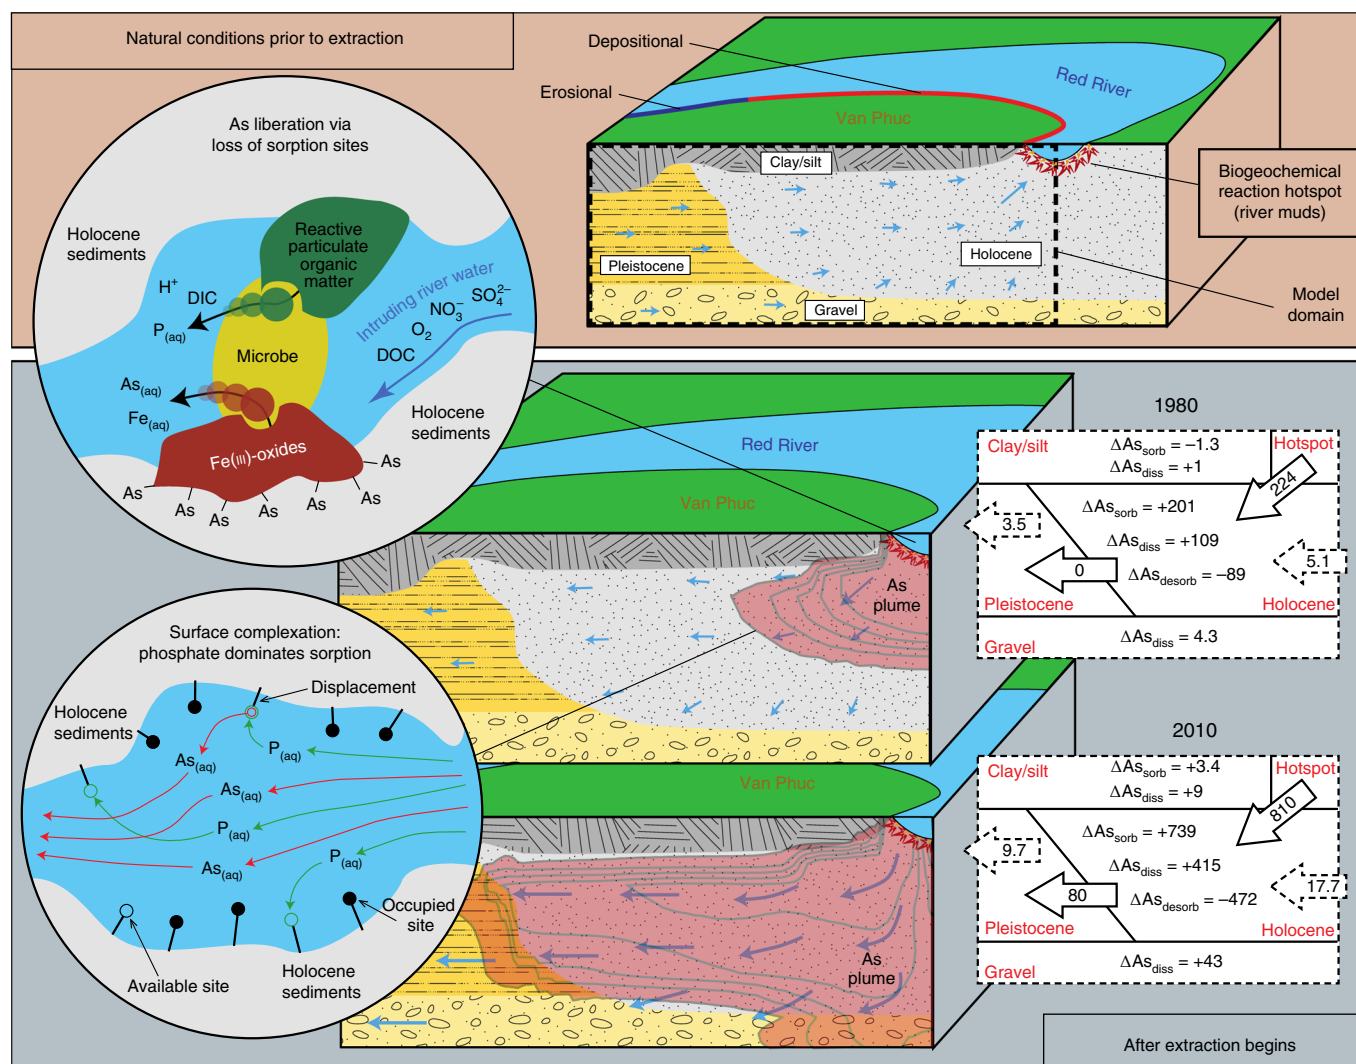 Natural conditions prior to extraction
Depositional
Erosional
Red River
Van Phuc
Clay/silt
Pleistocene
Holocene
Gravel
Biogeochemical
reaction hotspot
(river muds)
Model
domain
As liberation via
loss of sorption sites
Holocene
sediments
Reactive
particulate
organic
matter
H⁺
DIC
P(aq)
Microbe
Intruding river water
SO₄²⁻
NO₃⁻
O₂
DOC
As(aq)
Fe(aq)
Holocene
sediments
Fe(III)-oxides
As
As
As
As
As
As
As
Red River
Van Phuc
As
plume
1980
Clay/silt
ΔAssorb = −1.3
ΔAsdiss = +1
Hotspot
224
3.5
ΔAssorb = +201
ΔAsdiss = +109
ΔAsdesorb = −89
0
5.1
Pleistocene
Holocene
Gravel
ΔAsdiss = 4.3
Surface complexation:
phosphate dominates sorption
Displacement
Holocene
sediments
As(aq)
P(aq)
As(aq)
P(aq)
As(aq)
P(aq)
Occupied
site
Available site
Holocene
sediments
Van Phuc
As
plume
2010
Clay/silt
ΔAssorb = +3.4
ΔAsdiss = +9
Hotspot
810
9.7
ΔAssorb = +739
ΔAsdiss = +415
ΔAsdesorb = −472
80
17.7
Pleistocene
Holocene
Gravel
ΔAsdiss = +43
After extraction begins